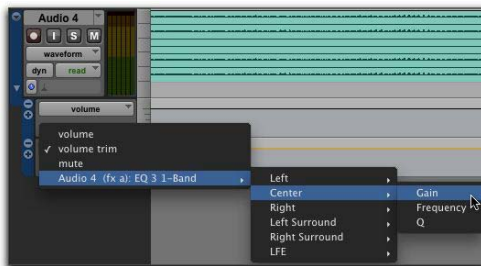 Audio 4
I S M
waveform
dyn read
volume
volume
✓ volume trim
mute
Audio 4 (fx a): EQ 3 1-Band
Left
Center
Right
Left Surround
Right Surround
LFE
Gain
Frequency
Q